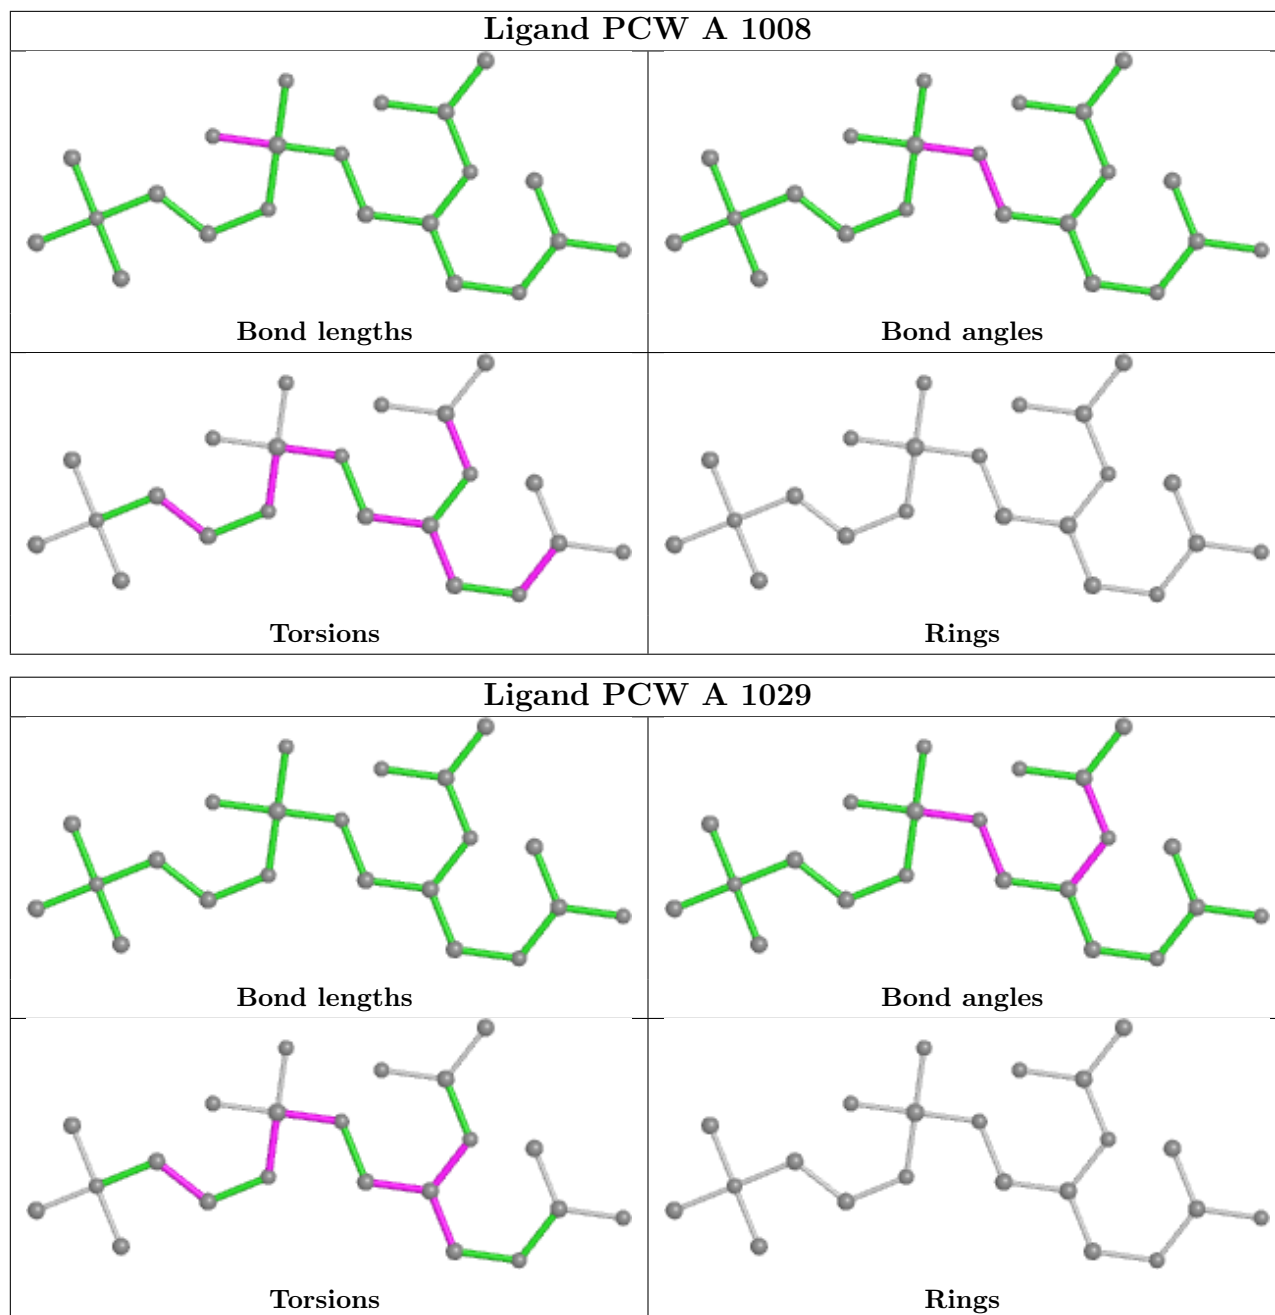 Ligand PCW A 1008
Bond lengths
Bond angles
Torsions
Rings
Ligand PCW A 1029
Bond lengths
Bond angles
Torsions
Rings